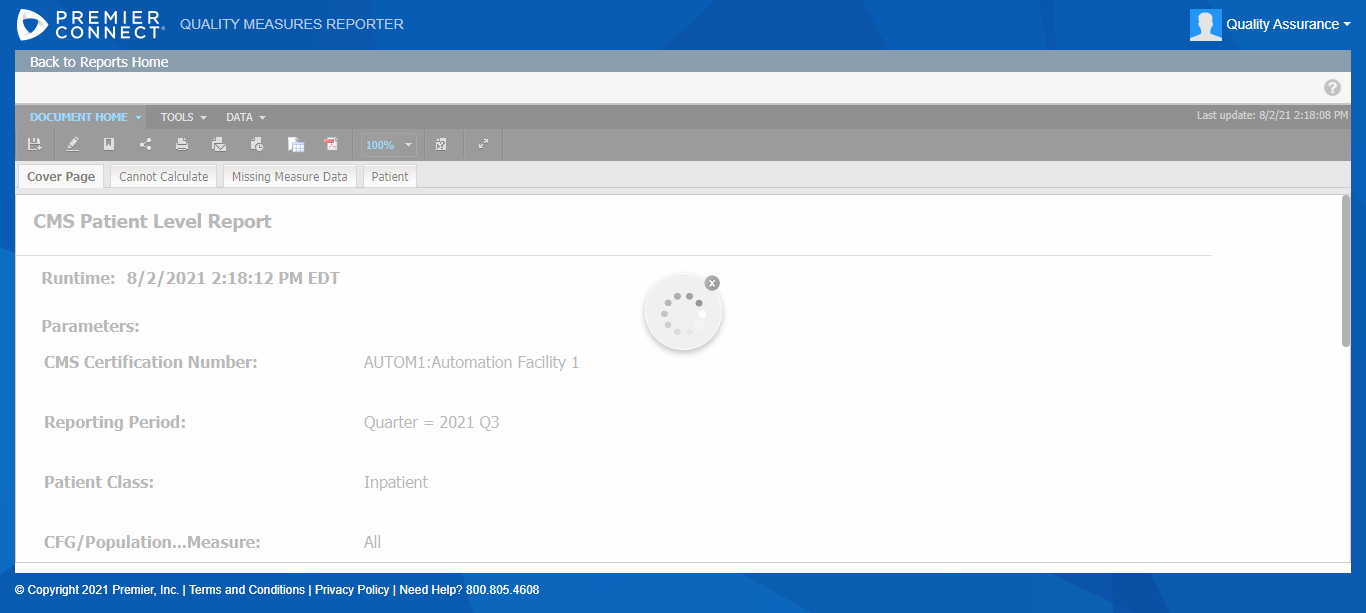 PREMIER
CONNECT
QUALITY MEASURES REPORTER
Quality Assurance
Back to Reports Home
?
DOCUMENT HOME TOOLS DATA
Last update: 8/2/21 2:18:08 PM
100%
Cover Page Cannot Calculate Missing Measure Data Patient
CMS Patient Level Report
Runtime: 8/2/2021 2:18:12 PM EDT
x
Parameters:
CMS Certification Number: AUTOM1:Automation Facility 1
Reporting Period: Quarter = 2021 Q3
Patient Class: Inpatient
CFG/Population...Measure: All
© Copyright 2021 Premier, Inc. | Terms and Conditions | Privacy Policy | Need Help? 800.805.4608